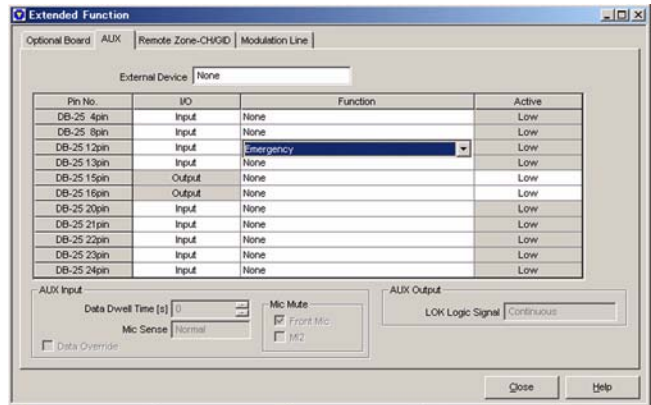 Extended Function
Optional Board AUX Remote Zone-CH/GID Modulation Line
External Device None
Pin No. I/O Function Active
DB-25 4pin Input None Low
DB-25 8pin Input None Low
DB-25 12pin Input Emergency Low
DB-25 13pin Input None Low
DB-25 15pin Output None Low
DB-25 16pin Output None Low
DB-25 20pin Input None Low
DB-25 21pin Input None Low
DB-25 22pin Input None Low
DB-25 23pin Input None Low
DB-25 24pin Input None Low
AUX Input
Data Dwell Time [s] 0
Mic Sense Normal
Data Override
Mic Mute
Front Mic
MI2
AUX Output
LOK Logic Signal Continuous
Close Help